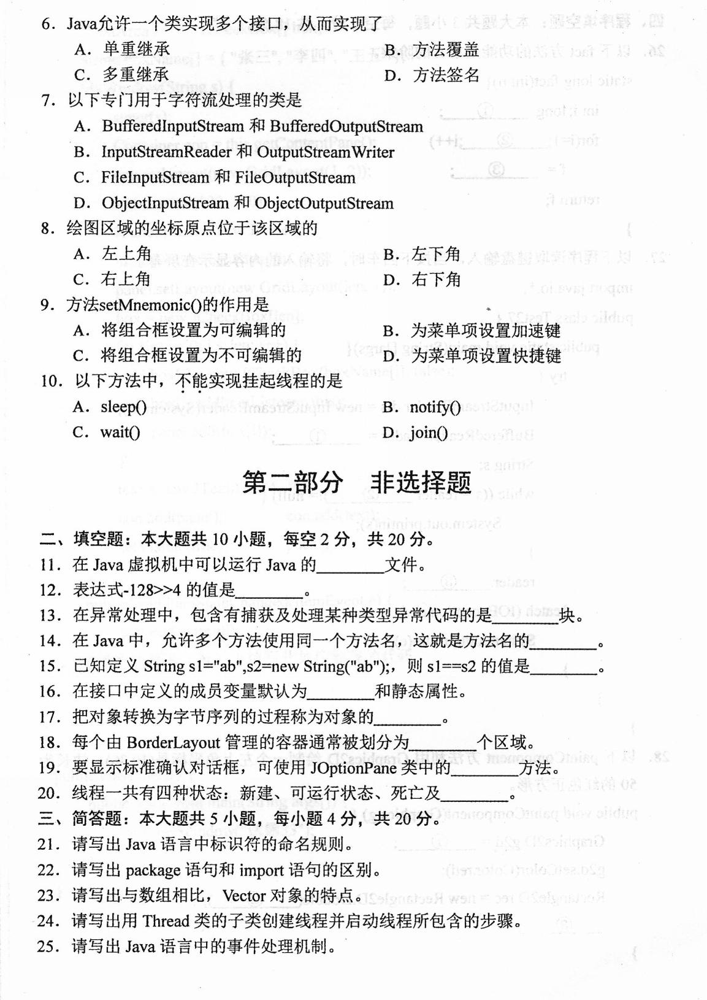 6．Java允许一个类实现多个接口，从而实现了
A．单重继承 B．方法覆盖
C．多重继承 D．方法签名
7．以下专门用于字符流处理的类是
A．BufferedInputStream 和 BufferedOutputStream
B．InputStreamReader 和 OutputStreamWriter
C．FileInputStream 和 FileOutputStream
D．ObjectInputStream 和 ObjectOutputStream
8．绘图区域的坐标原点位于该区域的
A．左上角 B．左下角
C．右上角 D．右下角
9．方法setMnemonic()的作用是
A．将组合框设置为可编辑的 B．为菜单项设置加速键
C．将组合框设置为不可编辑的 D．为菜单项设置快捷键
10．以下方法中，不能实现挂起线程的是
A．sleep() B．notify()
C．wait() D．join()
第二部分 非选择题
二、填空题：本大题共 10 小题，每空 2 分，共 20 分。
11．在 Java 虚拟机中可以运行 Java 的________文件。
12．表达式-128>>4 的值是________。
13．在异常处理中，包含有捕获及处理某种类型异常代码的是________块。
14．在 Java 中，允许多个方法使用同一个方法名，这就是方法名的________。
15．已知定义 String s1="ab",s2=new String("ab");，则 s1==s2 的值是________。
16．在接口中定义的成员变量默认为________和静态属性。
17．把对象转换为字节序列的过程称为对象的________。
18．每个由 BorderLayout 管理的容器通常被划分为________个区域。
19．要显示标准确认对话框，可使用 JOptionPane 类中的________方法。
20．线程一共有四种状态：新建、可运行状态、死亡及________。
三、简答题：本大题共 5 小题，每小题 4 分，共 20 分。
21．请写出 Java 语言中标识符的命名规则。
22．请写出 package 语句和 import 语句的区别。
23．请写出与数组相比，Vector 对象的特点。
24．请写出用 Thread 类的子类创建线程并启动线程所包含的步骤。
25．请写出 Java 语言中的事件处理机制。